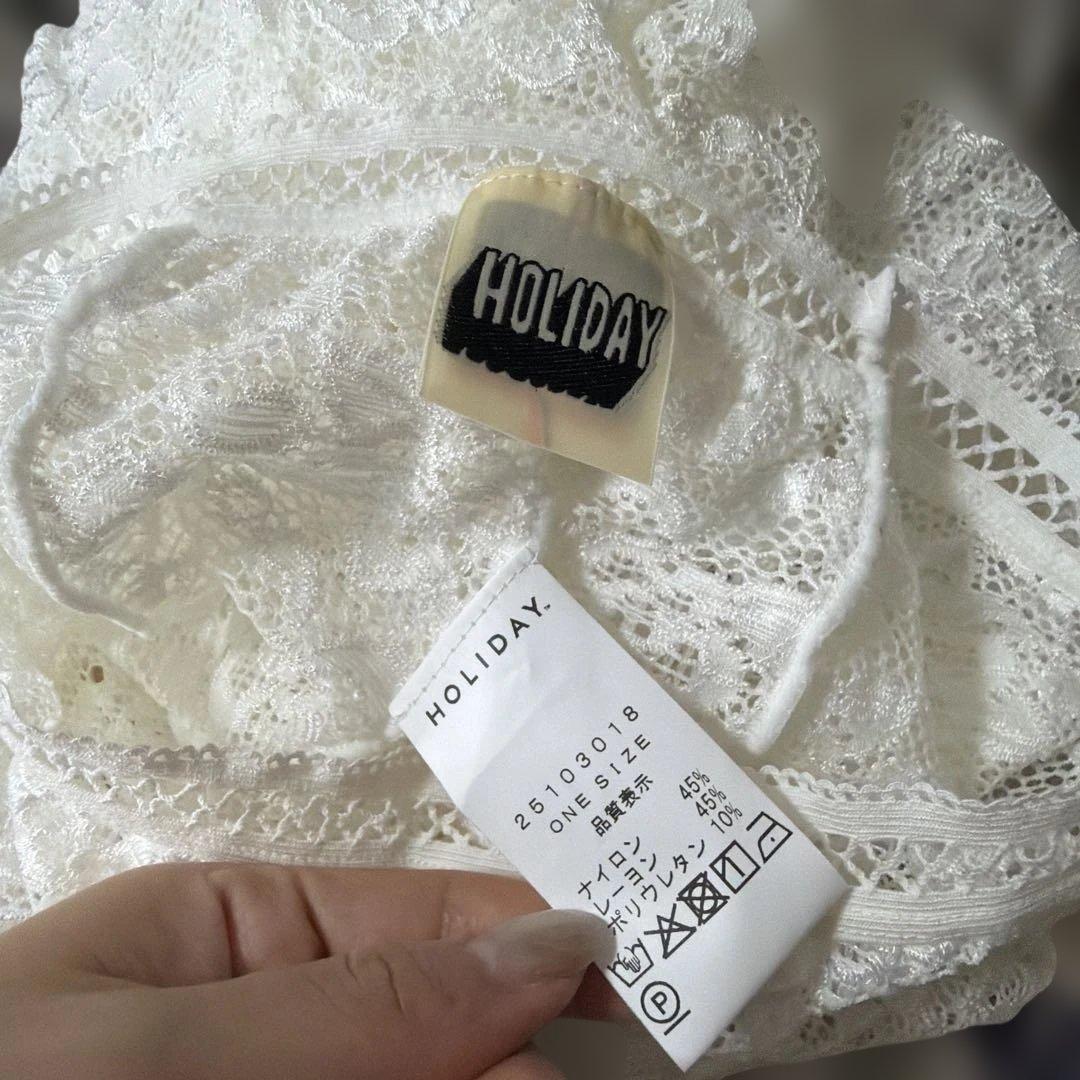 HOLIDAY
HOLIDAY™
25103018
ONE SIZE
品質表示
ナイロン 45%
レーヨン 45%
ポリウレタン 10%
P